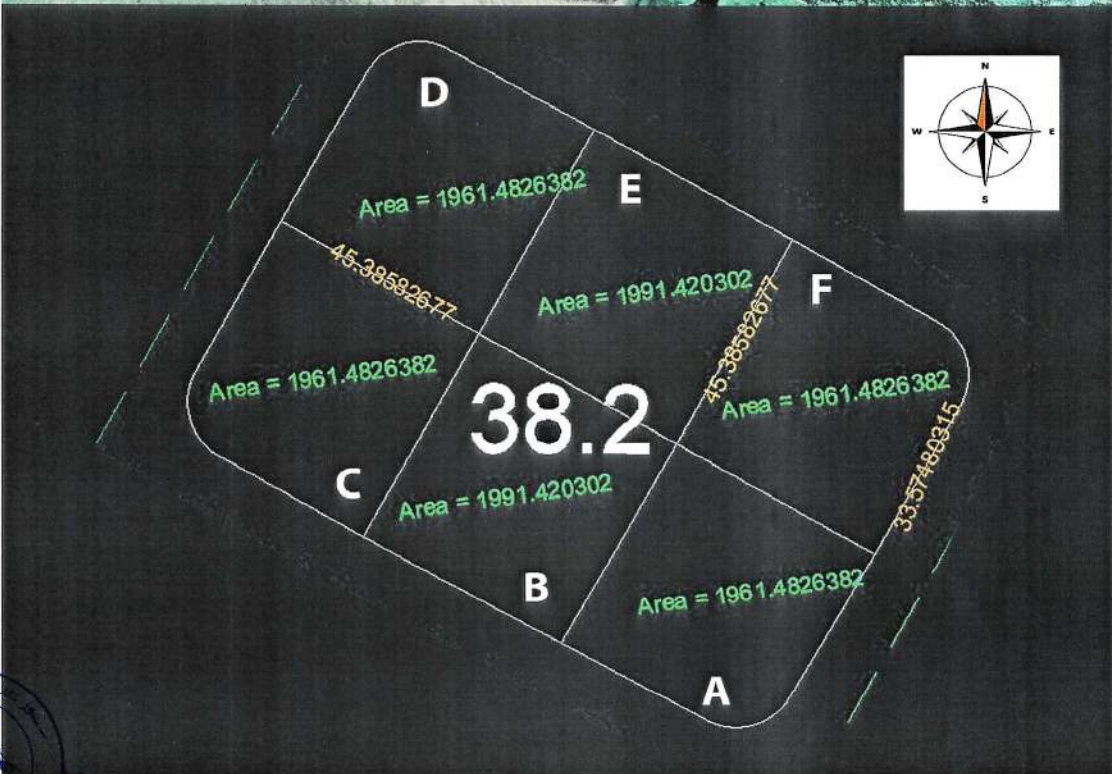 N
W E
S
D
Area = 1961.4826382
E
45.38582677
Area = 1991.420302
F
45.38582677
Area = 1961.4826382
Area = 1961.4826382
38.2
33.57480315
C
Area = 1991.420302
B
Area = 1961.4826382
A